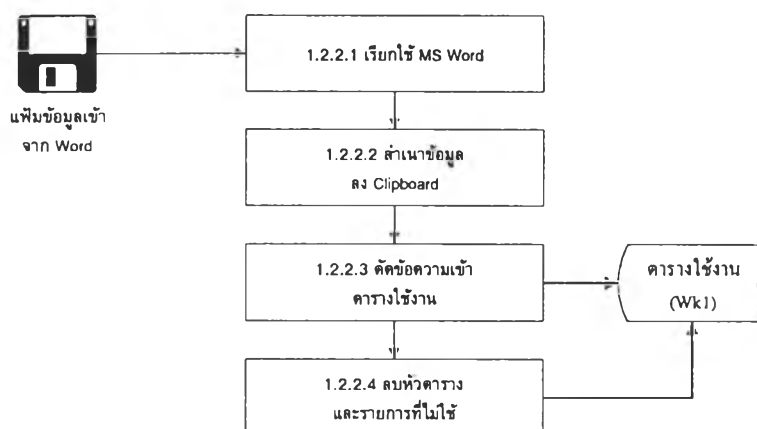 1.2.2.1 เรียกใช้ MS Word
แฟ้มข้อมูลเข้า
จาก Word
1.2.2.2 สำเนาข้อมูล
ลง Clipboard
1.2.2.3 ตัดข้อความเข้า
ตารางใช้งาน
ตารางใช้งาน
(Wk1)
1.2.2.4 ลบหัวตาราง
และรายการที่ไม่ใช้